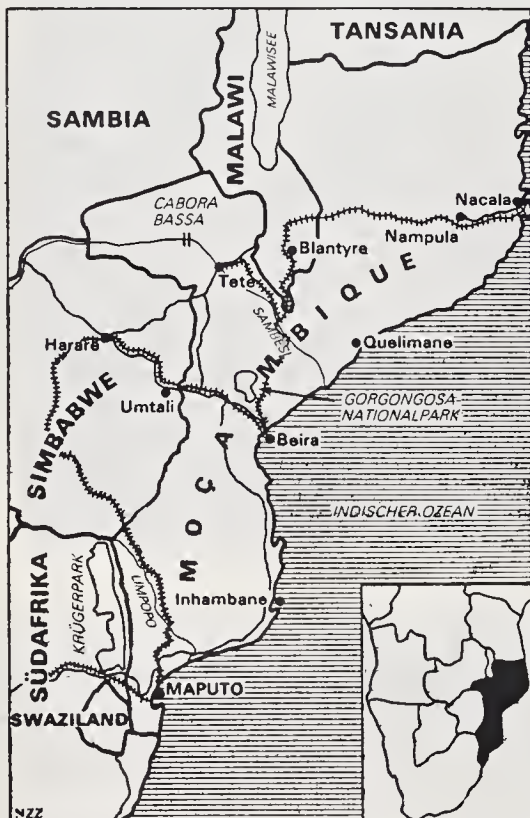 TANSANIA
MALAWISEE
MALAWI
SAMBIA
CABORA
BASSA
Nacala
Nampula
Blantyre
Tete
SAMBESI
MOÇAMBIQUE
Quelimane
Harare
Umtali
GORGONGOSA-
NATIONALPARK
SIMBABWE
Beira
INDISCHER OZEAN
SÜDAFRIKA
KRÜGERPARK
LIMPOPO
Inhambane
MAPUTO
SWAZILAND
NZZ